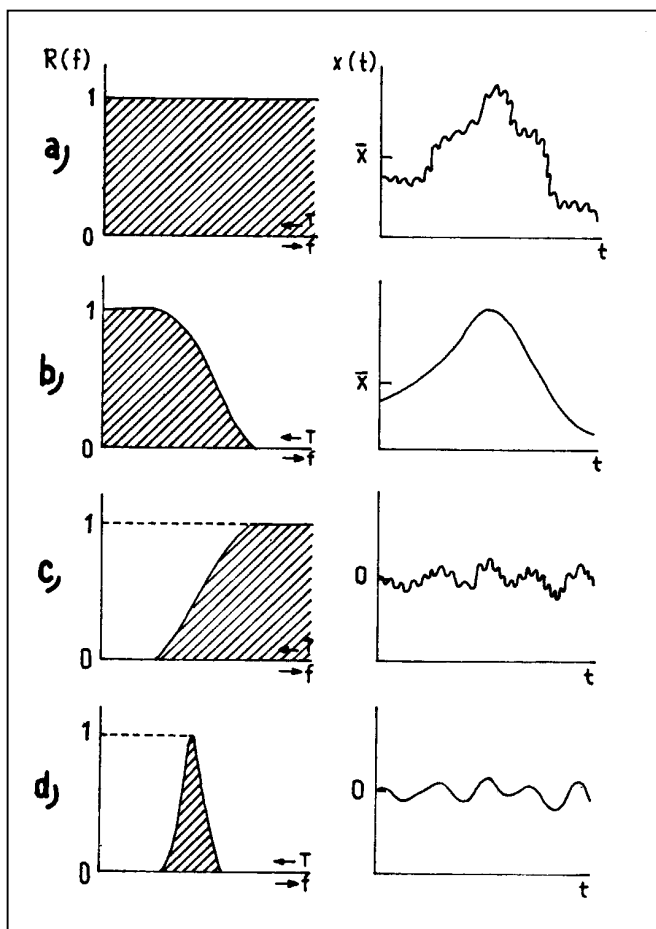 R(f) x(t)
1
a)
x̄
0
← T
→ f
t
1
b)
x̄
0
← T
→ f
t
1
c)
0
0
← T
→ f
t
1
d)
0
0
← T
→ f
t